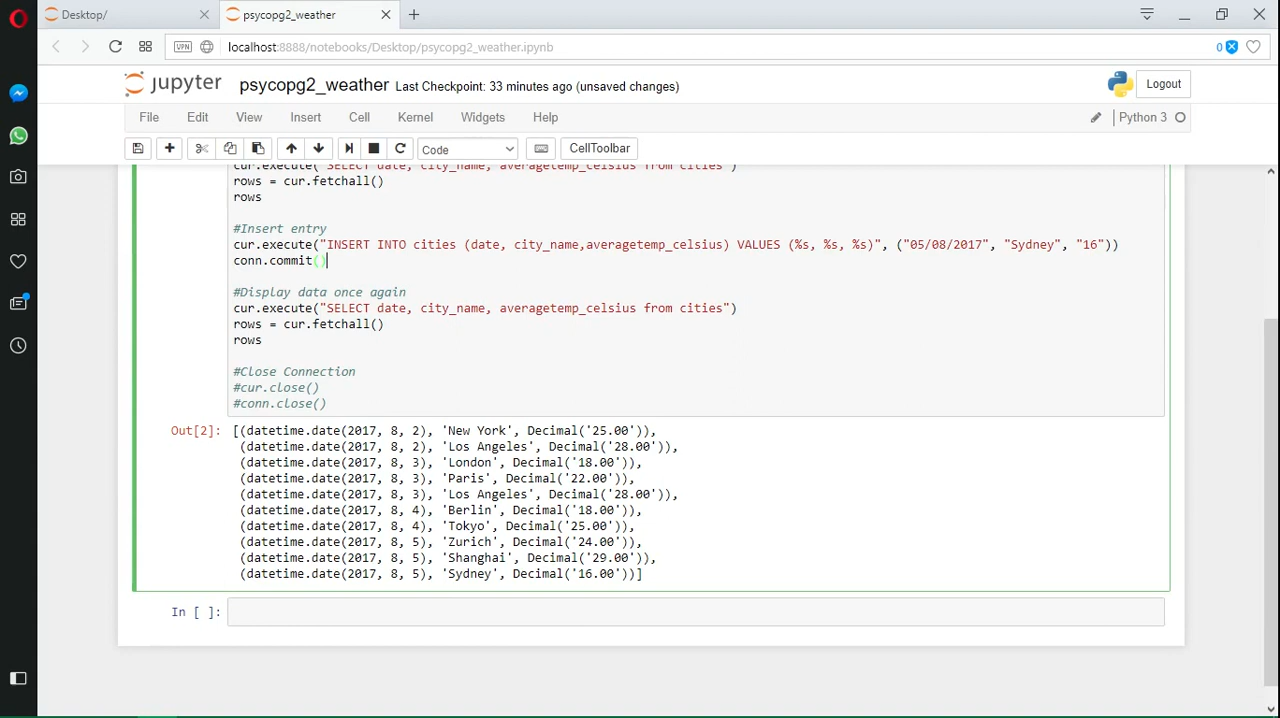 Desktop/
psycopg2_weather
VPN
localhost:8888/notebooks/Desktop/psycopg2_weather.ipynb
0
jupyter psycopg2_weather Last Checkpoint: 33 minutes ago (unsaved changes)
Logout
File Edit View Insert Cell Kernel Widgets Help
Python 3
Code
CellToolbar
cur.execute("SELECT date, city_name, averagetemp_celsius from cities")
rows = cur.fetchall()
rows
#Insert entry
cur.execute("INSERT INTO cities (date, city_name,averagetemp_celsius) VALUES (%s, %s, %s)", ("05/08/2017", "Sydney", "16"))
conn.commit()
#Display data once again
cur.execute("SELECT date, city_name, averagetemp_celsius from cities")
rows = cur.fetchall()
rows
#Close Connection
#cur.close()
#conn.close()
Out[2]: [(datetime.date(2017, 8, 2), 'New York', Decimal('25.00')),
(datetime.date(2017, 8, 2), 'Los Angeles', Decimal('28.00')),
(datetime.date(2017, 8, 3), 'London', Decimal('18.00')),
(datetime.date(2017, 8, 3), 'Paris', Decimal('22.00')),
(datetime.date(2017, 8, 3), 'Los Angeles', Decimal('28.00')),
(datetime.date(2017, 8, 4), 'Berlin', Decimal('18.00')),
(datetime.date(2017, 8, 4), 'Tokyo', Decimal('25.00')),
(datetime.date(2017, 8, 5), 'Zurich', Decimal('24.00')),
(datetime.date(2017, 8, 5), 'Shanghai', Decimal('29.00')),
(datetime.date(2017, 8, 5), 'Sydney', Decimal('16.00'))]
In [ ]: